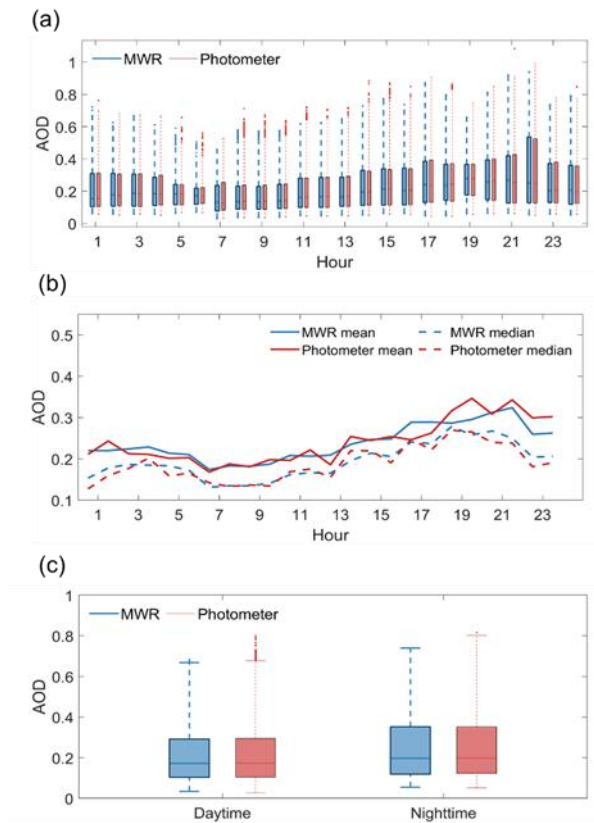 (a)
MWR Photometer
1
0.8
0.6
0.4
0.2
0
AOD
1 3 5 7 9 11 13 15 17 19 21 23
Hour
(b)
0.5
0.4
0.3
0.2
0.1
AOD
MWR mean MWR median
Photometer mean Photometer median
1 3 5 7 9 11 13 15 17 19 21 23
Hour
(c)
1
0.8
0.6
0.4
0.2
0
AOD
MWR Photometer
Daytime Nighttime